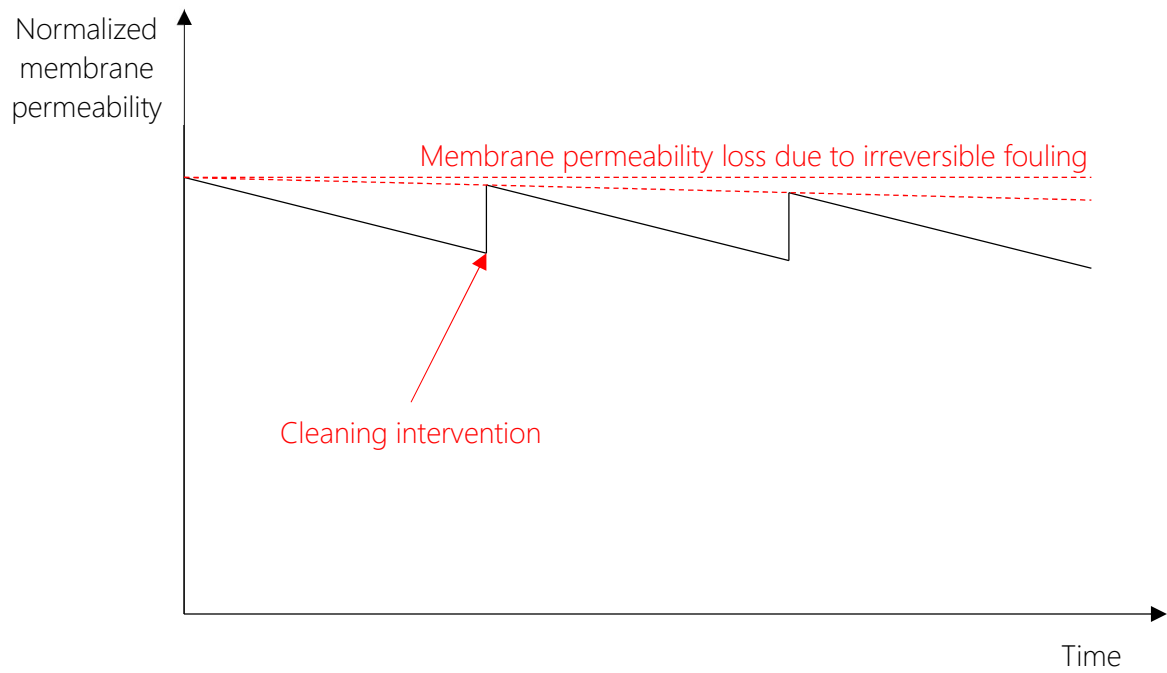 Normalized
membrane
permeability
Membrane permeability loss due to irreversible fouling
Cleaning intervention
Time